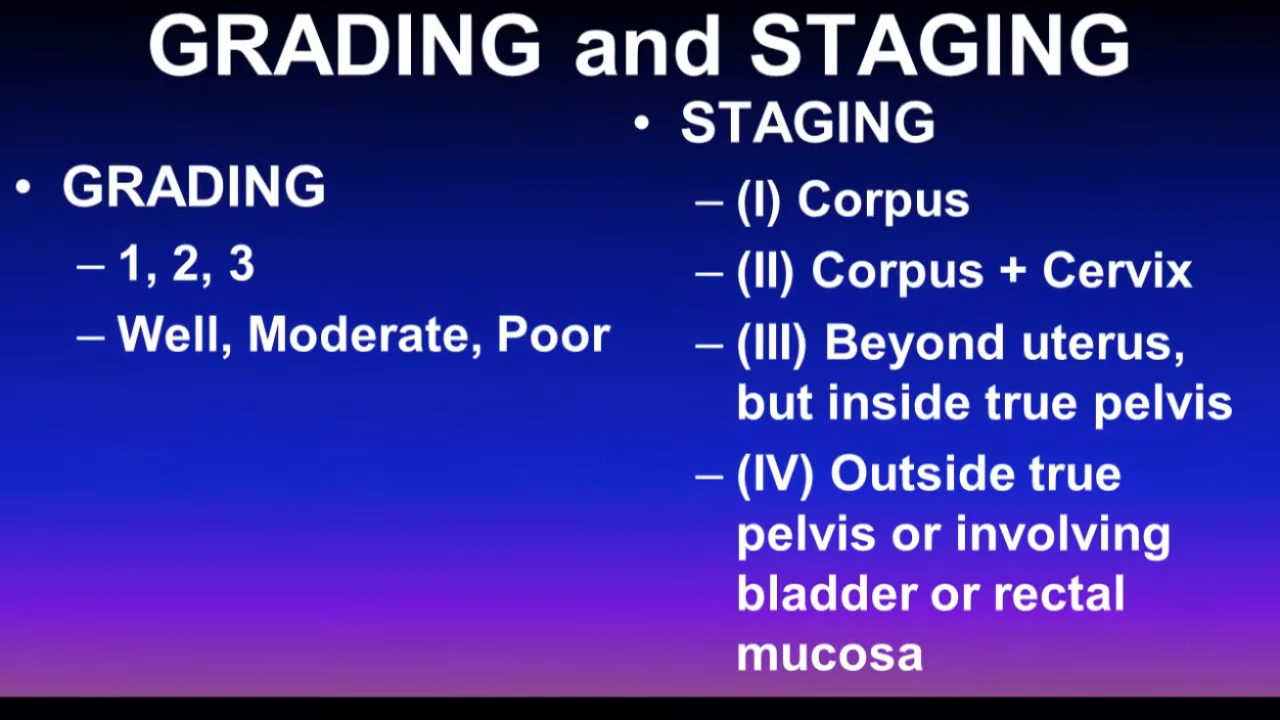 GRADING and STAGING
• GRADING
– 1, 2, 3
– Well, Moderate, Poor
• STAGING
– (I) Corpus
– (II) Corpus + Cervix
– (III) Beyond uterus,
but inside true pelvis
– (IV) Outside true
pelvis or involving
bladder or rectal
mucosa